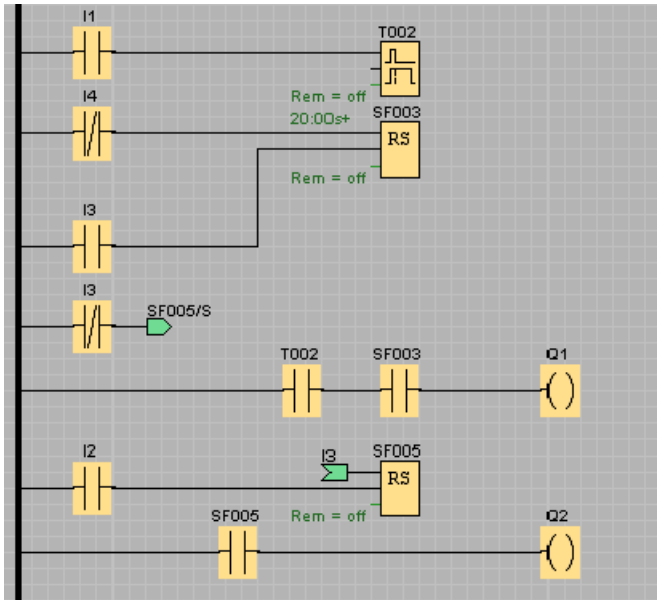 I1
T002
Rem = off
20:00s+
I4
SF003
RS
Rem = off
I3
I3
SF005/S
T002
SF003
Q1
I2
I3
SF005
RS
Rem = off
SF005
Q2